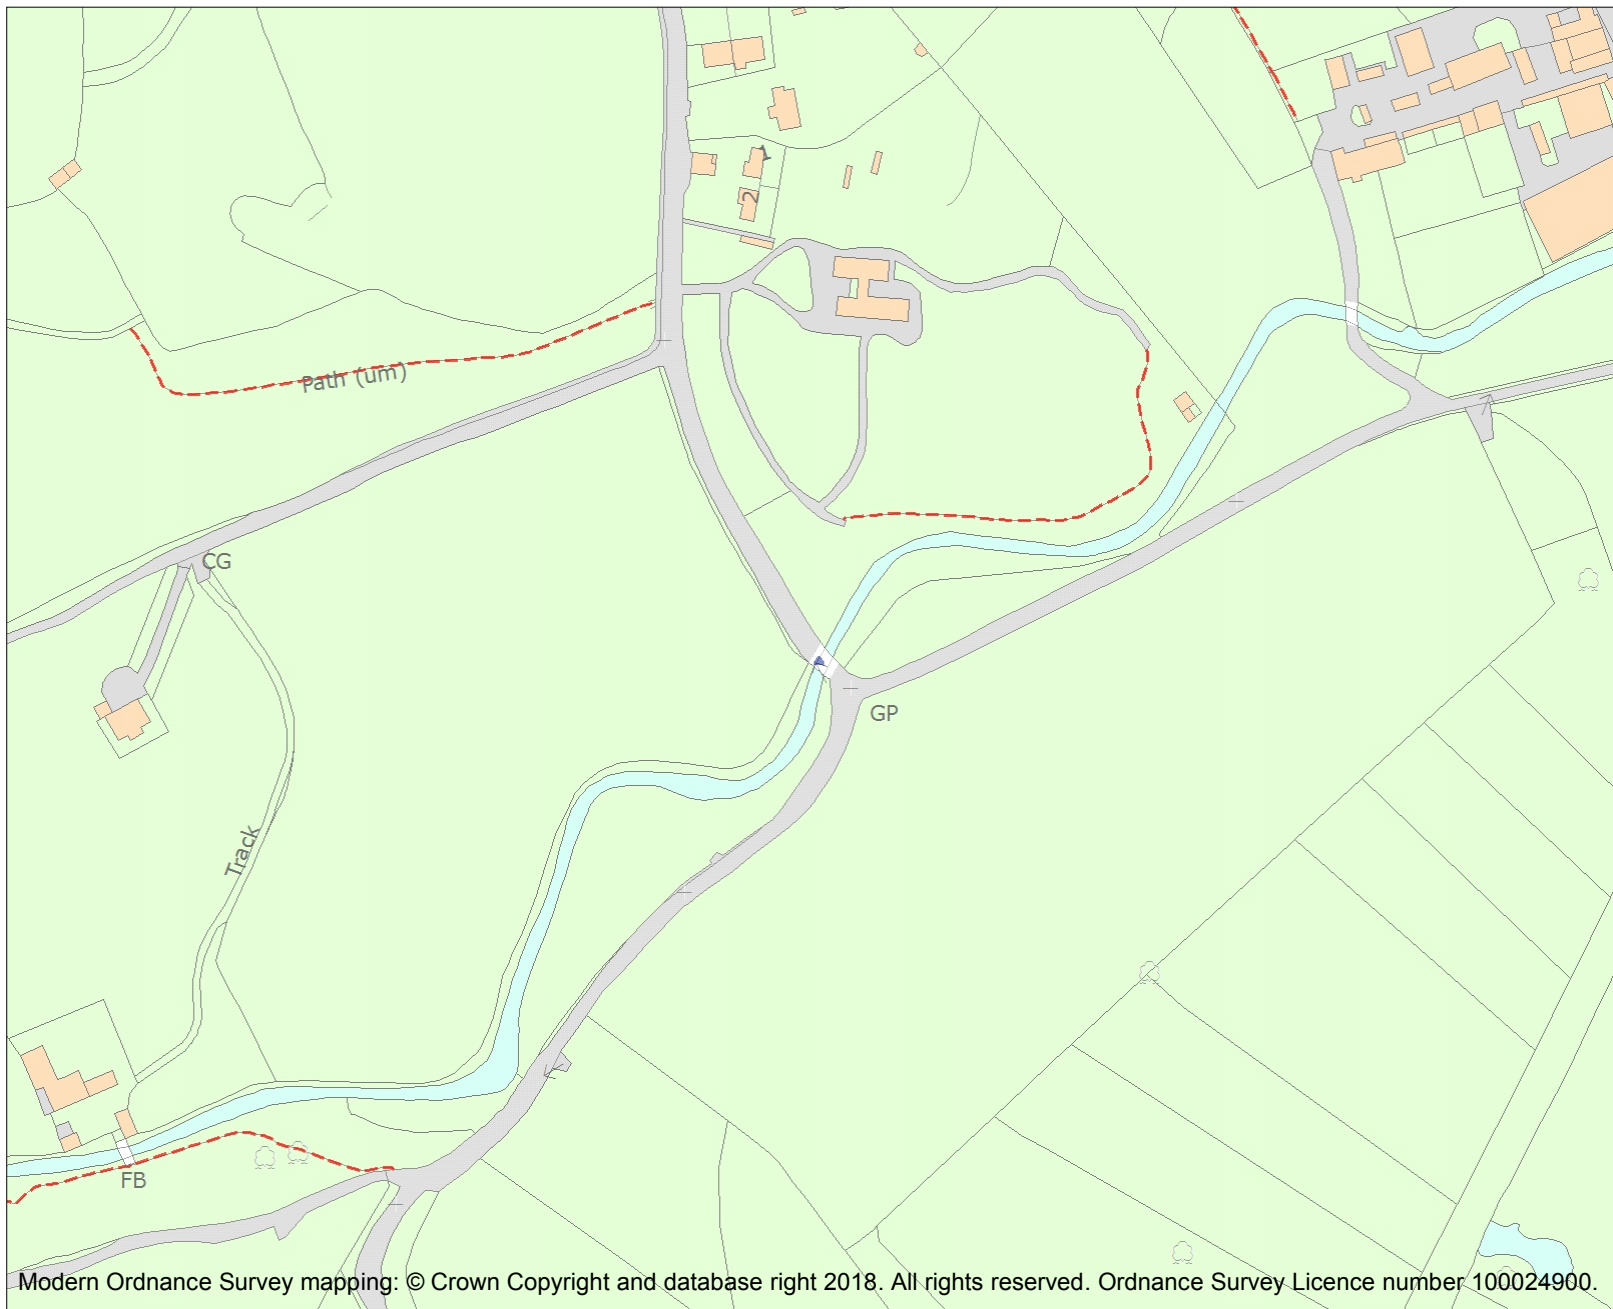 1
2
Path (um)
CG
GP
Track
FB
Modern Ordnance Survey mapping: © Crown Copyright and database right 2018. All rights reserved. Ordnance Survey Licence number 100024900.